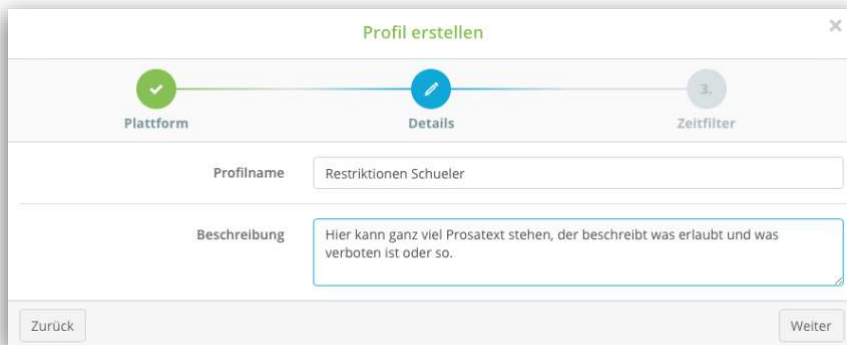 Profil erstellen
×
3.
Plattform
Details
Zeitfilter
Profilname
Restriktionen Schueler
Beschreibung
Hier kann ganz viel Prosatext stehen, der beschreibt was erlaubt und was
verboten ist oder so.
Zurück
Weiter